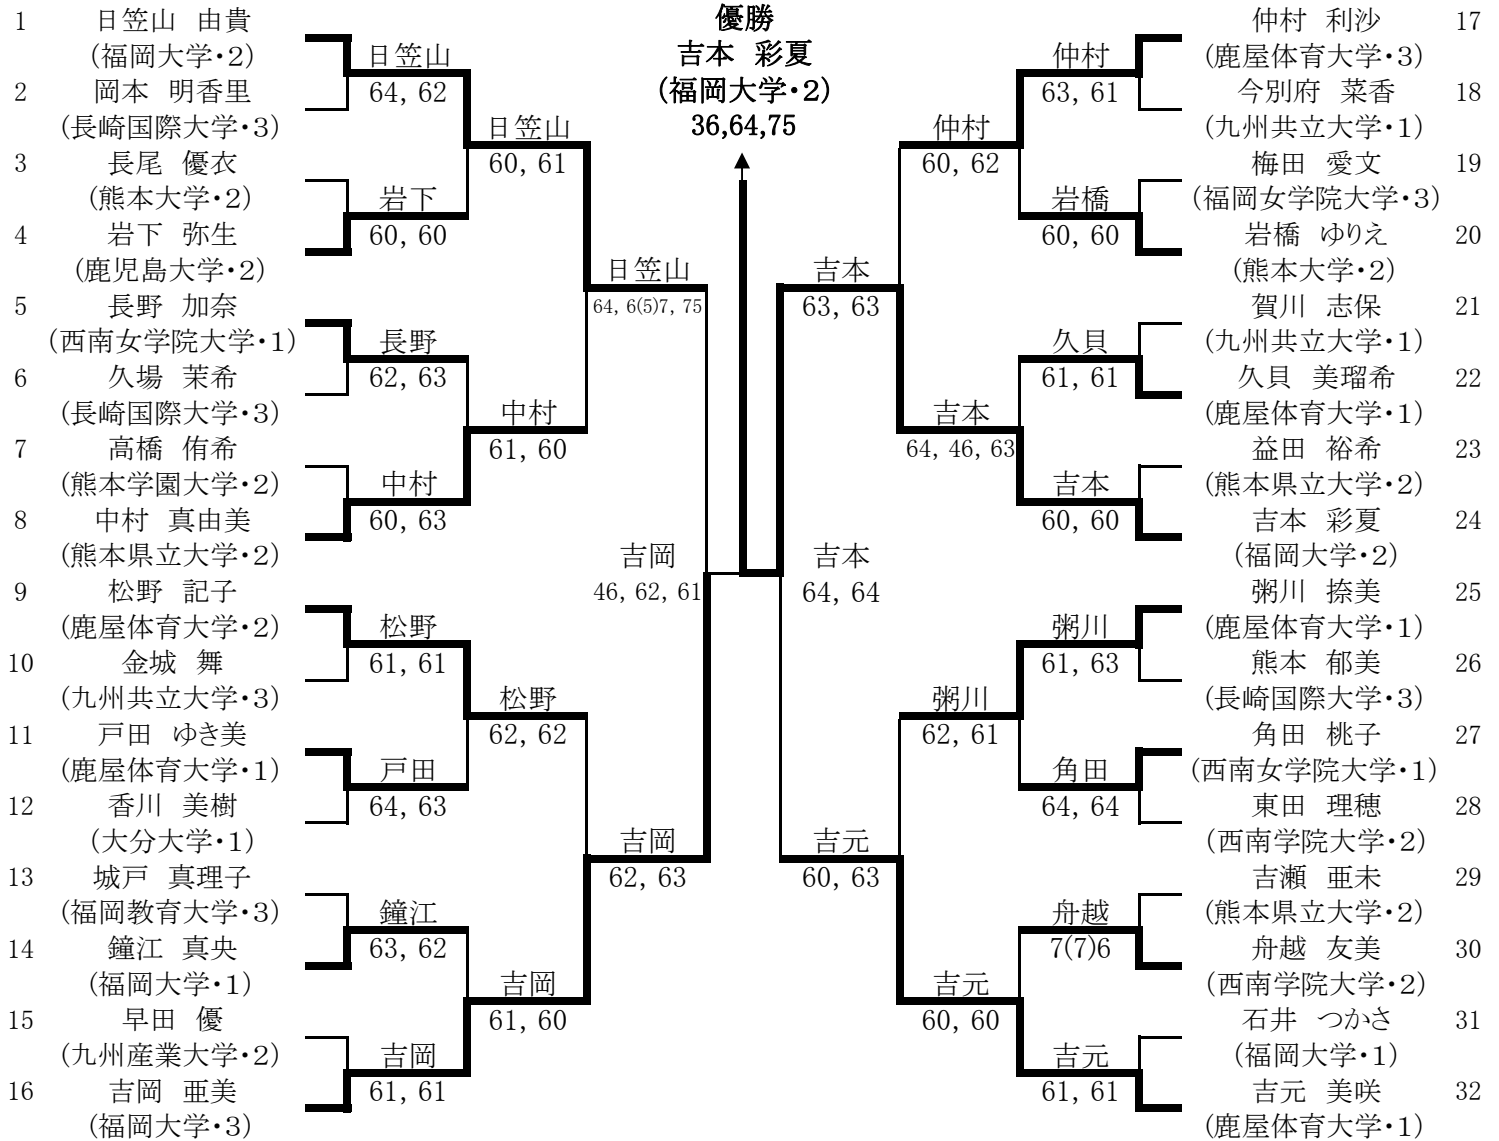 優勝
吉本 彩夏
(福岡大学・2)
36,64,75
1 日笠山 由貴
(福岡大学・2)
2 岡本 明香里
(長崎国際大学・3)
3 長尾 優衣
(熊本大学・2)
4 岩下 弥生
(鹿児島大学・2)
5 長野 加奈
(西南女学院大学・1)
6 久場 茉希
(長崎国際大学・3)
7 高橋 侑希
(熊本学園大学・2)
8 中村 真由美
(熊本県立大学・2)
9 松野 記子
(鹿屋体育大学・2)
10 金城 舞
(九州共立大学・3)
11 戸田 ゆき美
(鹿屋体育大学・1)
12 香川 美樹
(大分大学・1)
13 城戸 真理子
(福岡教育大学・3)
14 鐘江 真央
(福岡大学・1)
15 早田 優
(九州産業大学・2)
16 吉岡 亜美
(福岡大学・3)
日笠山
64, 62
岩下
60, 60
長野
62, 63
中村
60, 63
松野
61, 61
戸田
64, 63
鐘江
63, 62
吉岡
61, 61
日笠山
60, 61
中村
61, 60
松野
62, 62
吉岡
61, 60
日笠山
64, 6(5)7, 75
吉岡
62, 63
吉岡
46, 62, 61
吉本
64, 64
吉本
63, 63
吉元
60, 63
仲村
60, 62
吉本
64, 46, 63
粥川
62, 61
吉元
60, 60
仲村
63, 61
岩橋
60, 60
久貝
61, 61
吉本
60, 60
粥川
61, 63
角田
64, 64
舟越
7(7)6
吉元
61, 61
仲村 利沙 17
(鹿屋体育大学・3)
今別府 菜香 18
(九州共立大学・1)
梅田 愛文 19
(福岡女学院大学・3)
岩橋 ゆりえ 20
(熊本大学・2)
賀川 志保 21
(九州共立大学・1)
久貝 美瑠希 22
(鹿屋体育大学・1)
益田 裕希 23
(熊本県立大学・2)
吉本 彩夏 24
(福岡大学・2)
粥川 捺美 25
(鹿屋体育大学・1)
熊本 郁美 26
(長崎国際大学・3)
角田 桃子 27
(西南女学院大学・1)
東田 理穂 28
(西南学院大学・2)
吉瀬 亜未 29
(熊本県立大学・2)
舟越 友美 30
(西南学院大学・2)
石井 つかさ 31
(福岡大学・1)
吉元 美咲 32
(鹿屋体育大学・1)